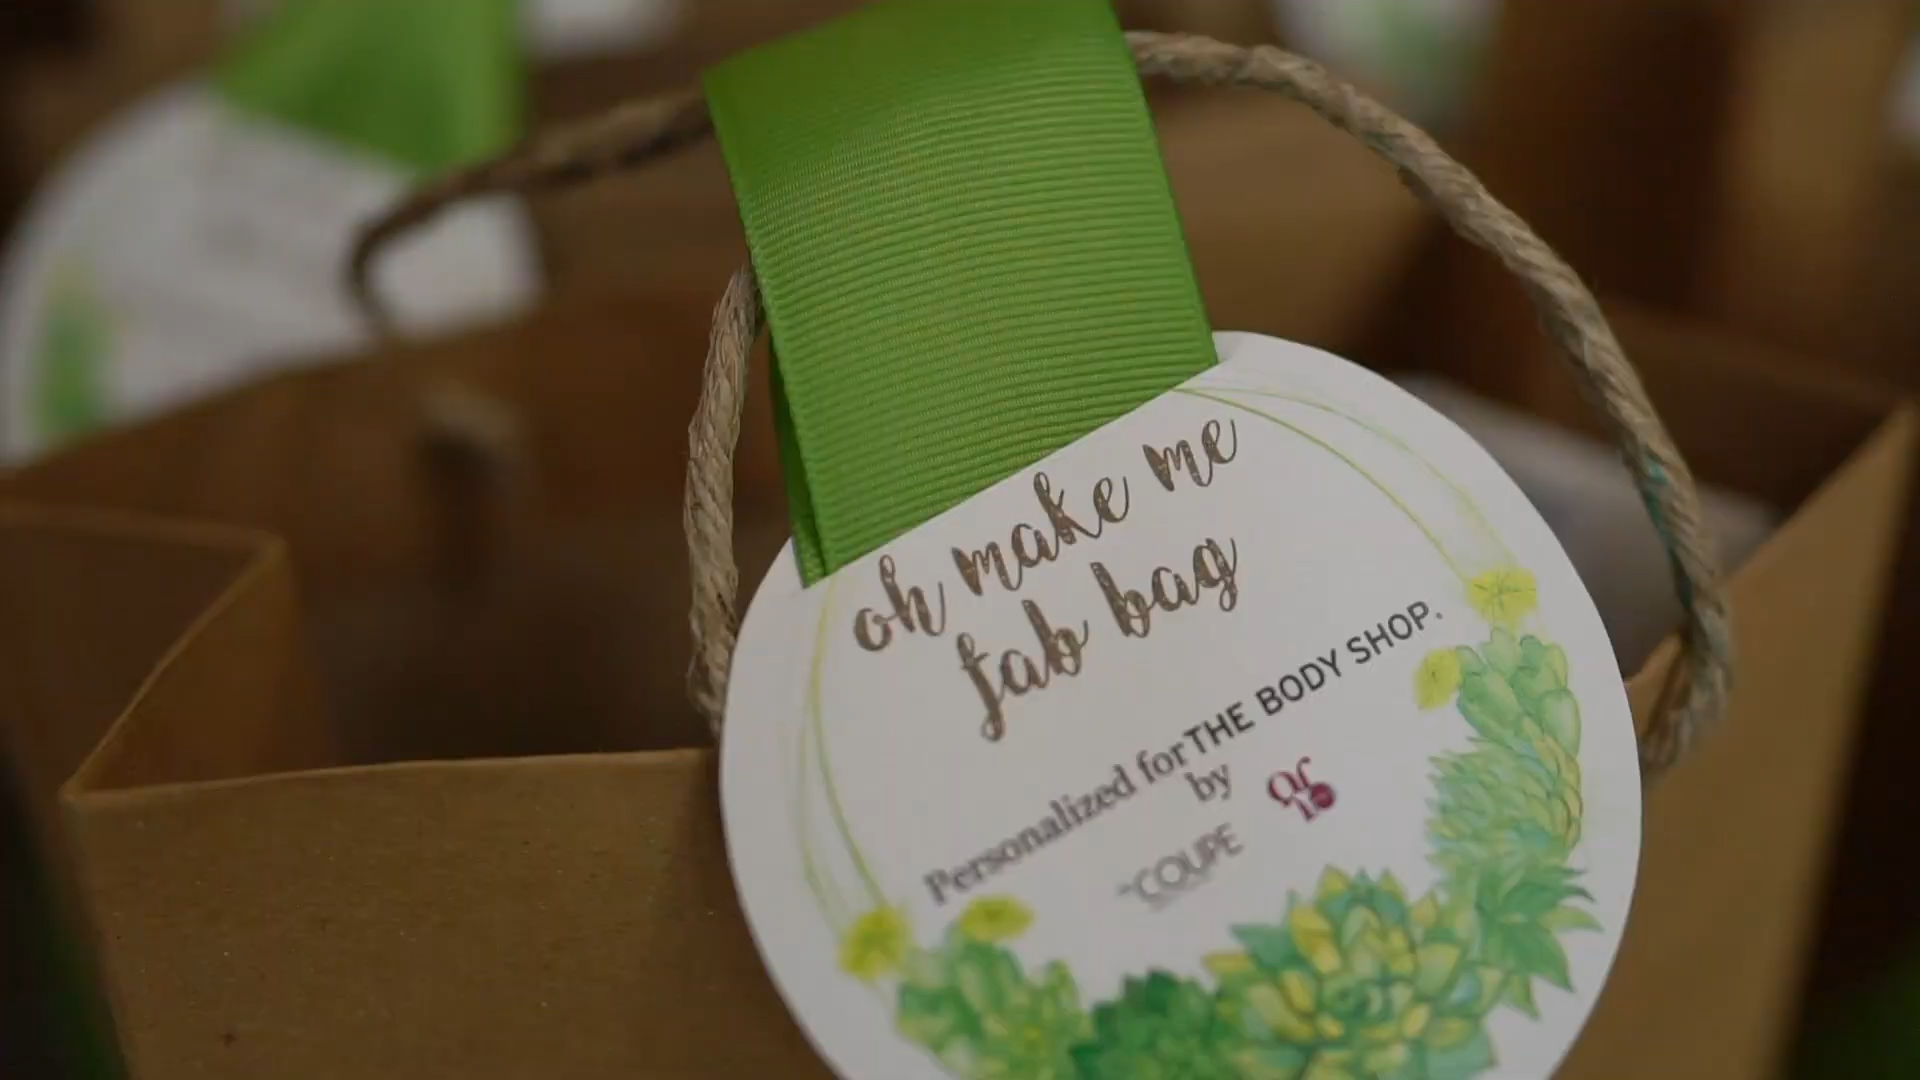 oh make me
fab bag
Personalized for THE BODY SHOP.
by
COUPE